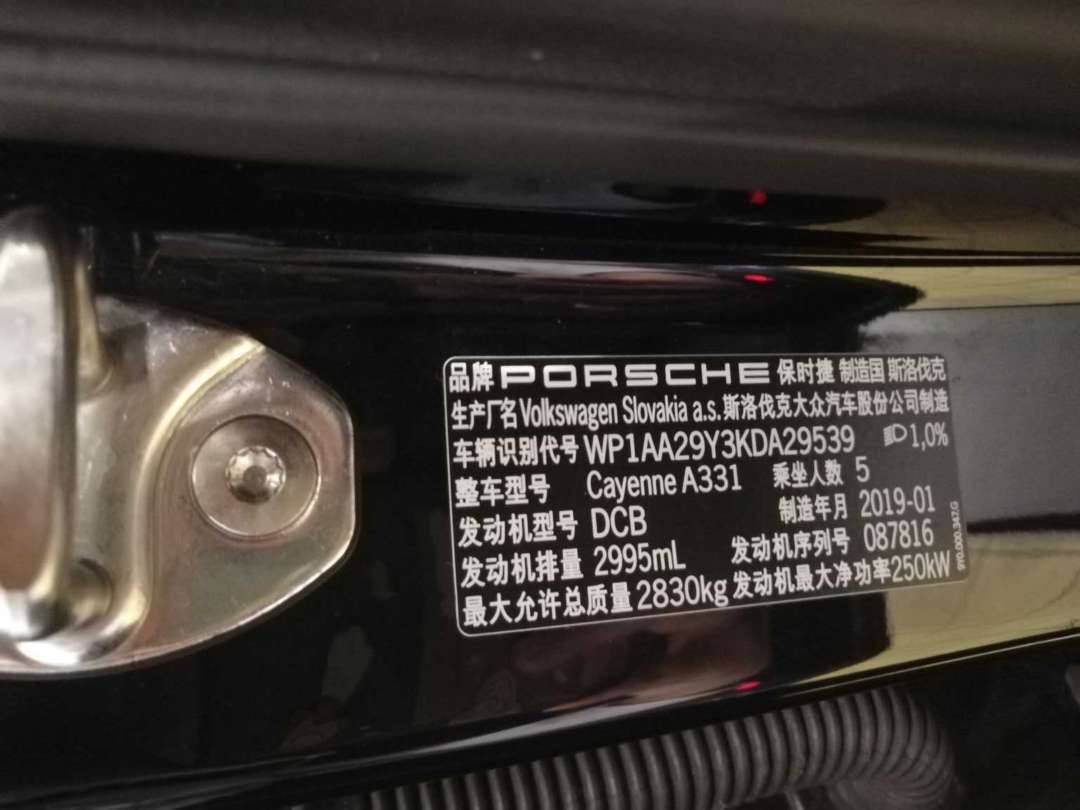 品牌 PORSCHE 保时捷 制造国 斯洛伐克
生产厂名 Volkswagen Slovakia a.s. 斯洛伐克大众汽车股份公司制造
车辆识别代号 WP1AA29Y3KDA29539 1,0%
整车型号 Cayenne A331 乘坐人数 5
发动机型号 DCB 制造年月 2019-01
发动机排量 2995mL 发动机序列号 087816
最大允许总质量 2830kg 发动机最大净功率 250kW
9Y0.000.347.G